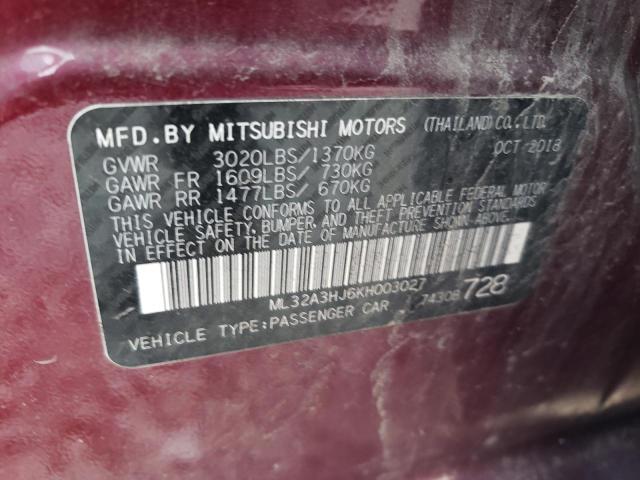 MFD.BY MITSUBISHI MOTORS (THAILAND) CO., LTD.
GVWR 3020LBS/1370KG OCT-2018
GAWR FR 1609LBS/ 730KG
GAWR RR 1477LBS/ 670KG
THIS VEHICLE CONFORMS TO ALL APPLICABLE FEDERAL MOTOR
VEHICLE SAFETY, BUMPER, AND THEFT PREVENTION STANDARDS
IN EFFECT ON THE DATE OF MANUFACTURE SHOWN ABOVE.
ML32A3HJ6KH003027
VEHICLE TYPE:PASSENGER CAR 74308 728